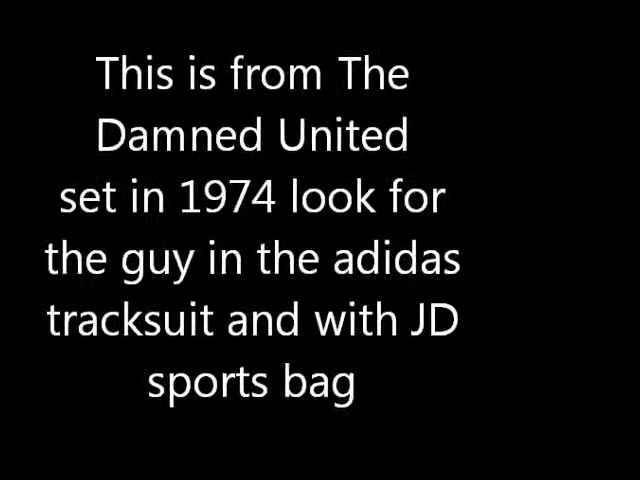 This is from The
Damned United
set in 1974 look for
the guy in the adidas
tracksuit and with JD
sports bag